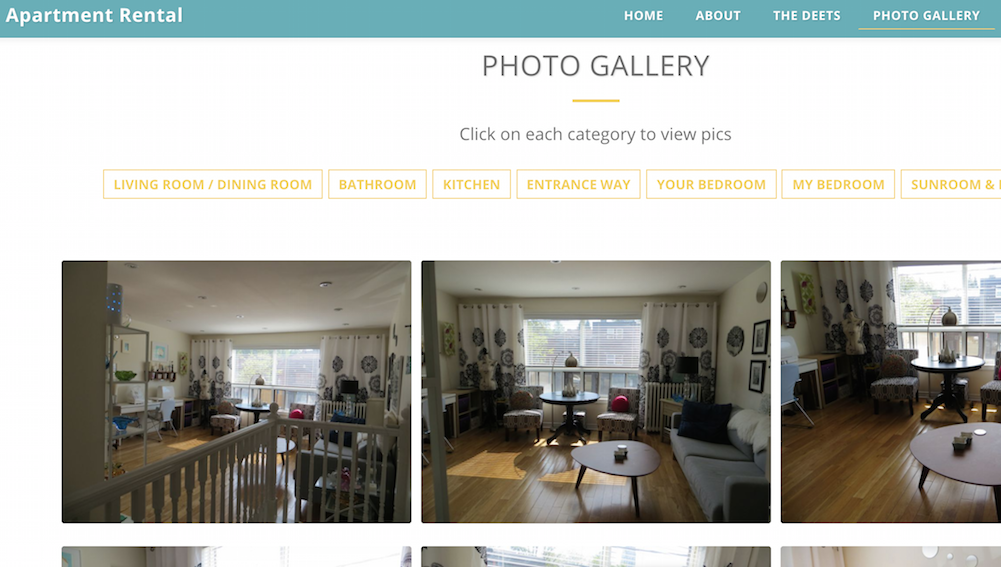 Apartment Rental
HOME ABOUT THE DEETS PHOTO GALLERY
PHOTO GALLERY
Click on each category to view pics
LIVING ROOM / DINING ROOM BATHROOM KITCHEN ENTRANCE WAY YOUR BEDROOM MY BEDROOM SUNROOM &